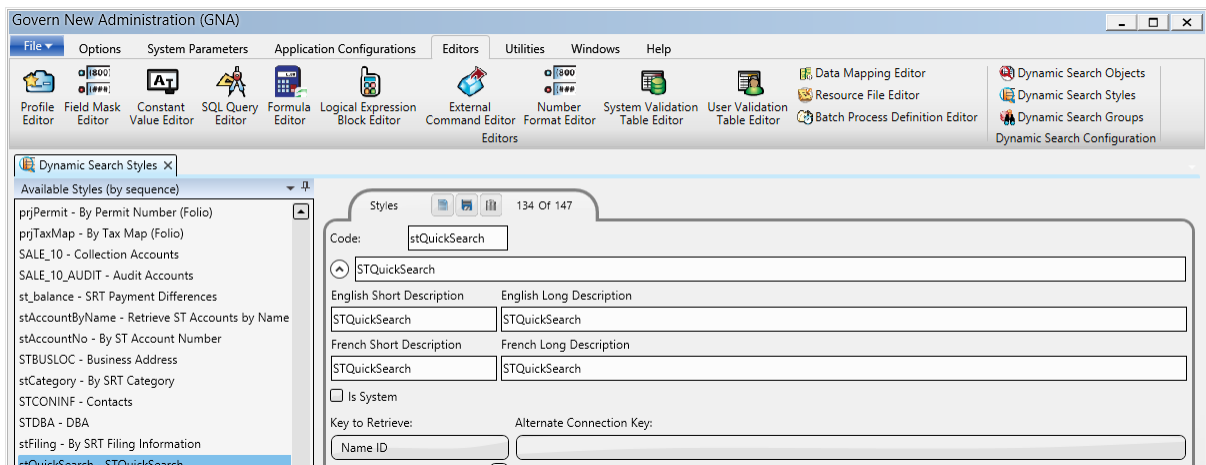 Govern New Administration (GNA)
File Options System Parameters Application Configurations Editors Utilities Windows Help
Profile Editor
Field Mask Editor
Constant Value Editor
SQL Query Editor
Formula Editor
Logical Expression Block Editor
External Command Editor
Number Format Editor
System Validation Table Editor
User Validation Table Editor
Data Mapping Editor
Resource File Editor
Batch Process Definition Editor
Editors
Dynamic Search Objects
Dynamic Search Styles
Dynamic Search Groups
Dynamic Search Configuration
Dynamic Search Styles
Available Styles (by sequence)
prjPermit - By Permit Number (Folio)
prjTaxMap - By Tax Map (Folio)
SALE_10 - Collection Accounts
SALE_10_AUDIT - Audit Accounts
st_balance - SRT Payment Differences
stAccountByName - Retrieve ST Accounts by Name
stAccountNo - By ST Account Number
STBUSLOC - Business Address
stCategory - By SRT Category
STCONINF - Contacts
STDBA - DBA
stFiling - By SRT Filing Information
stQuickSearch - STQuickSearch
Styles 134 Of 147
Code: stQuickSearch
STQuickSearch
English Short Description English Long Description
STQuickSearch STQuickSearch
French Short Description French Long Description
STQuickSearch STQuickSearch
Is System
Key to Retrieve: Alternate Connection Key:
Name ID